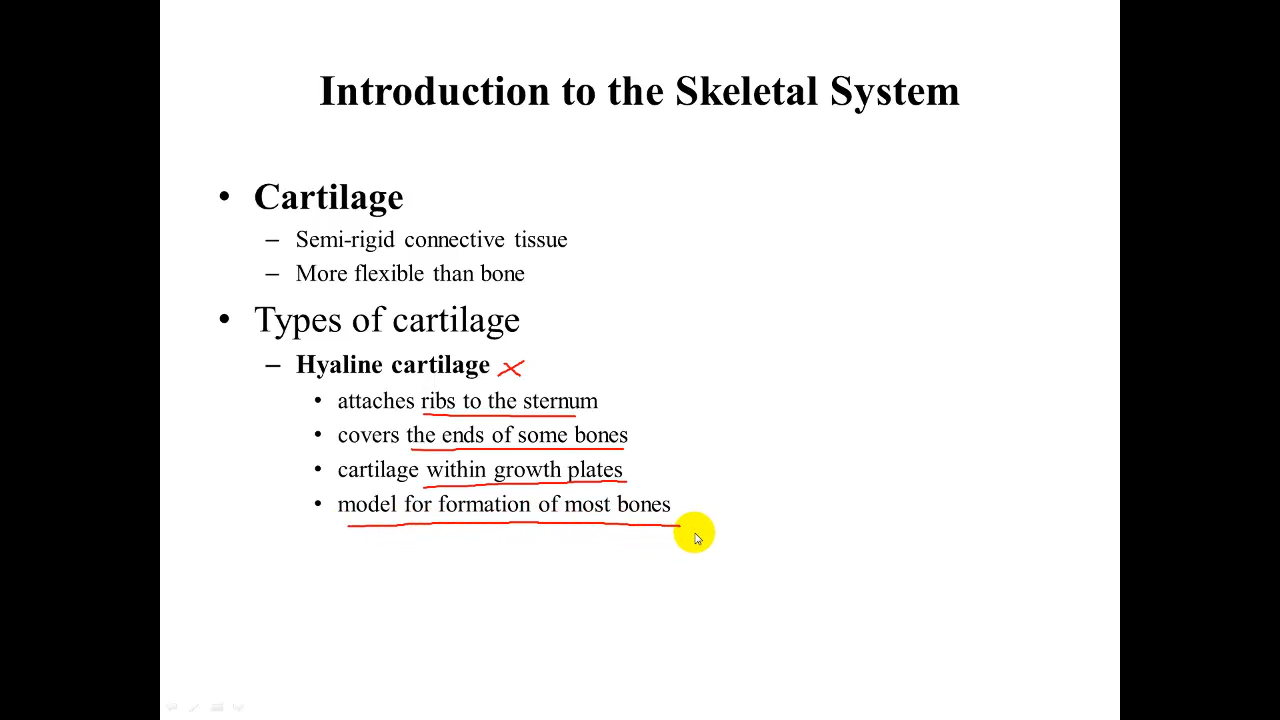 Introduction to the Skeletal System
• Cartilage
– Semi-rigid connective tissue
– More flexible than bone
• Types of cartilage
– Hyaline cartilage
• attaches ribs to the sternum
• covers the ends of some bones
• cartilage within growth plates
• model for formation of most bones